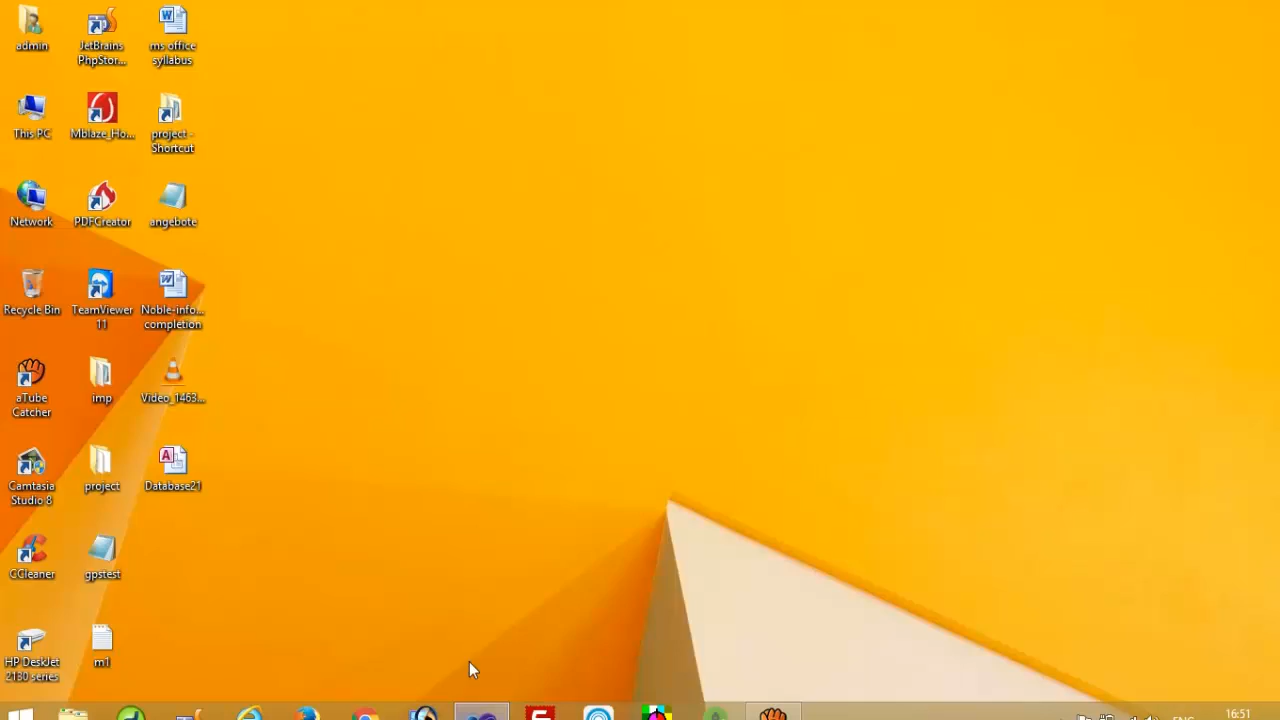 admin
JetBrains
PhpStor...
ms office
syllabus
This PC
Mblaze_Ho...
project -
Shortcut
Network
PDFCreator
angebote
Recycle Bin
TeamViewer
11
Noble-info...
completion
aTube
Catcher
imp
Video_1463...
Camtasia
Studio 8
project
Database21
CCleaner
gpstest
HP DeskJet
2130 series
m1
ENG
16:51